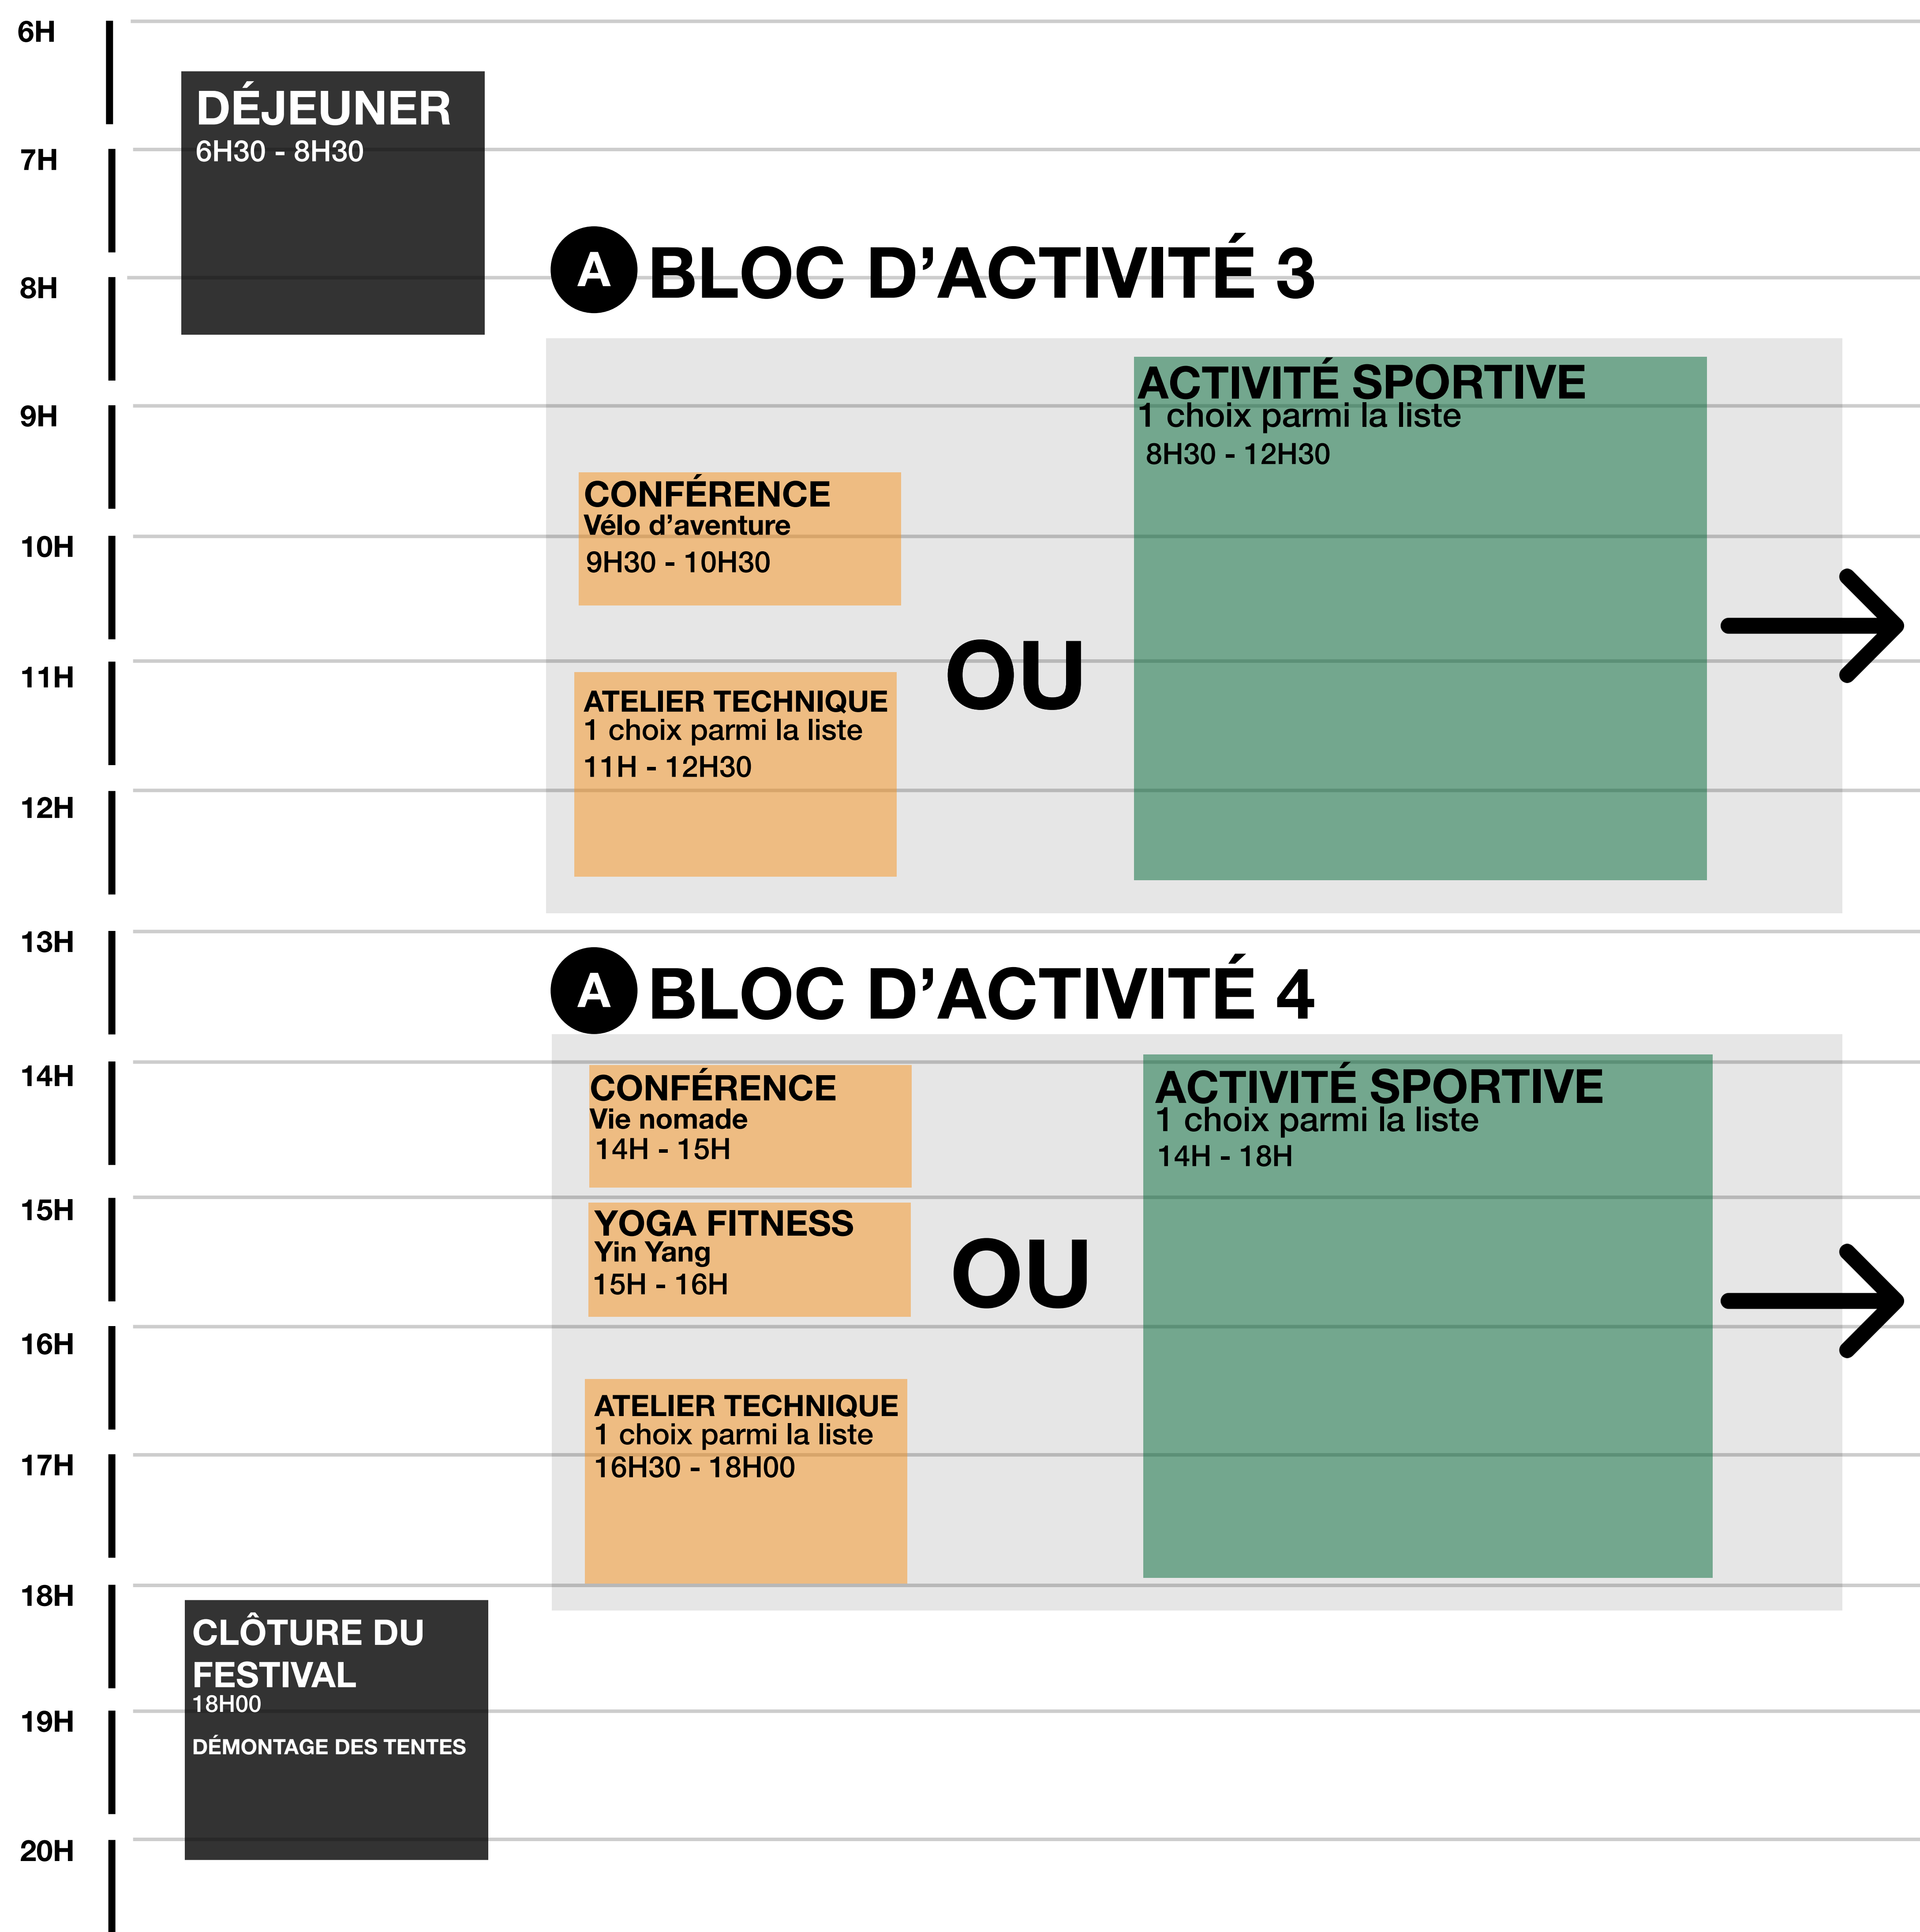 6H
DÉJEUNER
6H30 - 8H30
7H
A BLOC D’ACTIVITÉ 3
8H
ACTIVITÉ SPORTIVE
1 choix parmi la liste
8H30 - 12H30
9H
CONFÉRENCE
Vélo d’aventure
9H30 - 10H30
10H
OU
11H
ATELIER TECHNIQUE
1 choix parmi la liste
11H - 12H30
12H
13H
A BLOC D’ACTIVITÉ 4
14H
CONFÉRENCE
Vie nomade
14H - 15H
ACTIVITÉ SPORTIVE
1 choix parmi la liste
14H - 18H
15H
YOGA FITNESS
Yin Yang
15H - 16H
OU
16H
ATELIER TECHNIQUE
1 choix parmi la liste
16H30 - 18H00
17H
18H
CLÔTURE DU
FESTIVAL
18H00
19H
DÉMONTAGE DES TENTES
20H